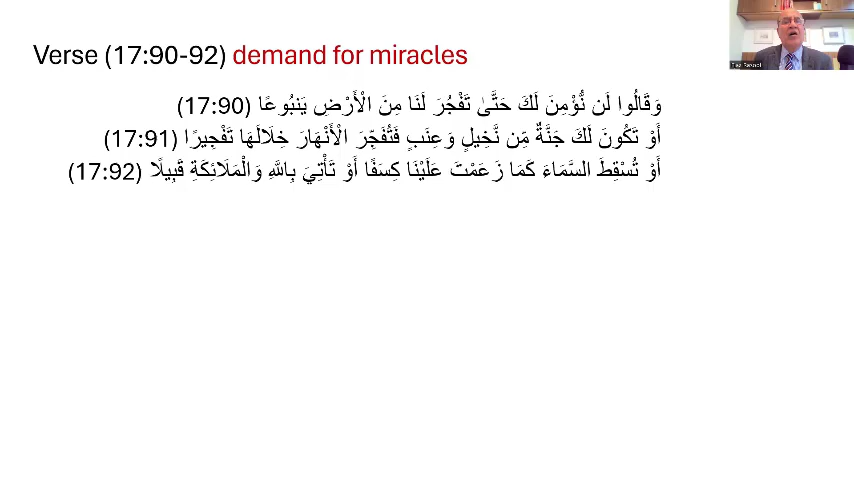 Verse (17:90-92) demand for miracles
وَقَالُوا لَن نُّؤْمِنَ لَكَ حَتَّىٰ تَفْجُرَ لَنَا مِنَ الْأَرْضِ يَنبُوعًا (17:90)
أَوْ تَكُونَ لَكَ جَنَّةٌ مِّن نَّخِيلٍ وَعِنَبٍ فَتُفَجِّرَ الْأَنْهَارَ خِلَالَهَا تَفْجِيرًا (17:91)
أَوْ تُسْقِطَ السَّمَاءَ كَمَا زَعَمْتَ عَلَيْنَا كِسَفًا أَوْ تَأْتِيَ بِاللَّهِ وَالْمَلَائِكَةِ قَبِيلًا (17:92)